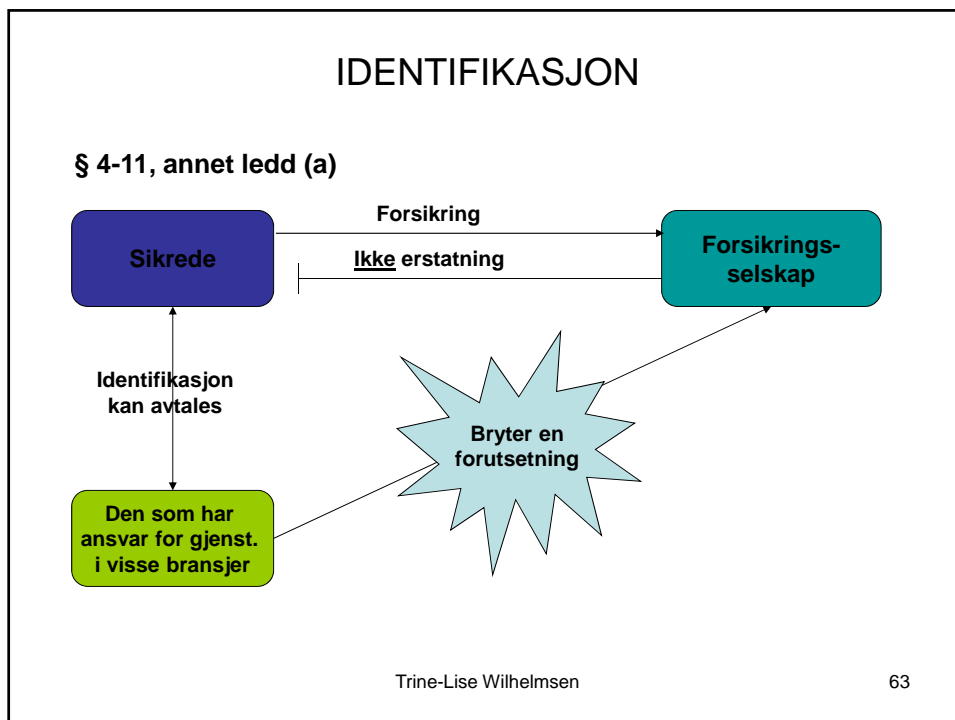 IDENTIFIKASJON
§ 4-11, annet ledd (a)
Forsikring
Sikrede
Ikke erstatning
Forsikrings-
selskap
Identifikasjon
kan avtales
Bryter en
forutsetning
Den som har
ansvar for gjenst.
i visse bransjer
Trine-Lise Wilhelmsen
63